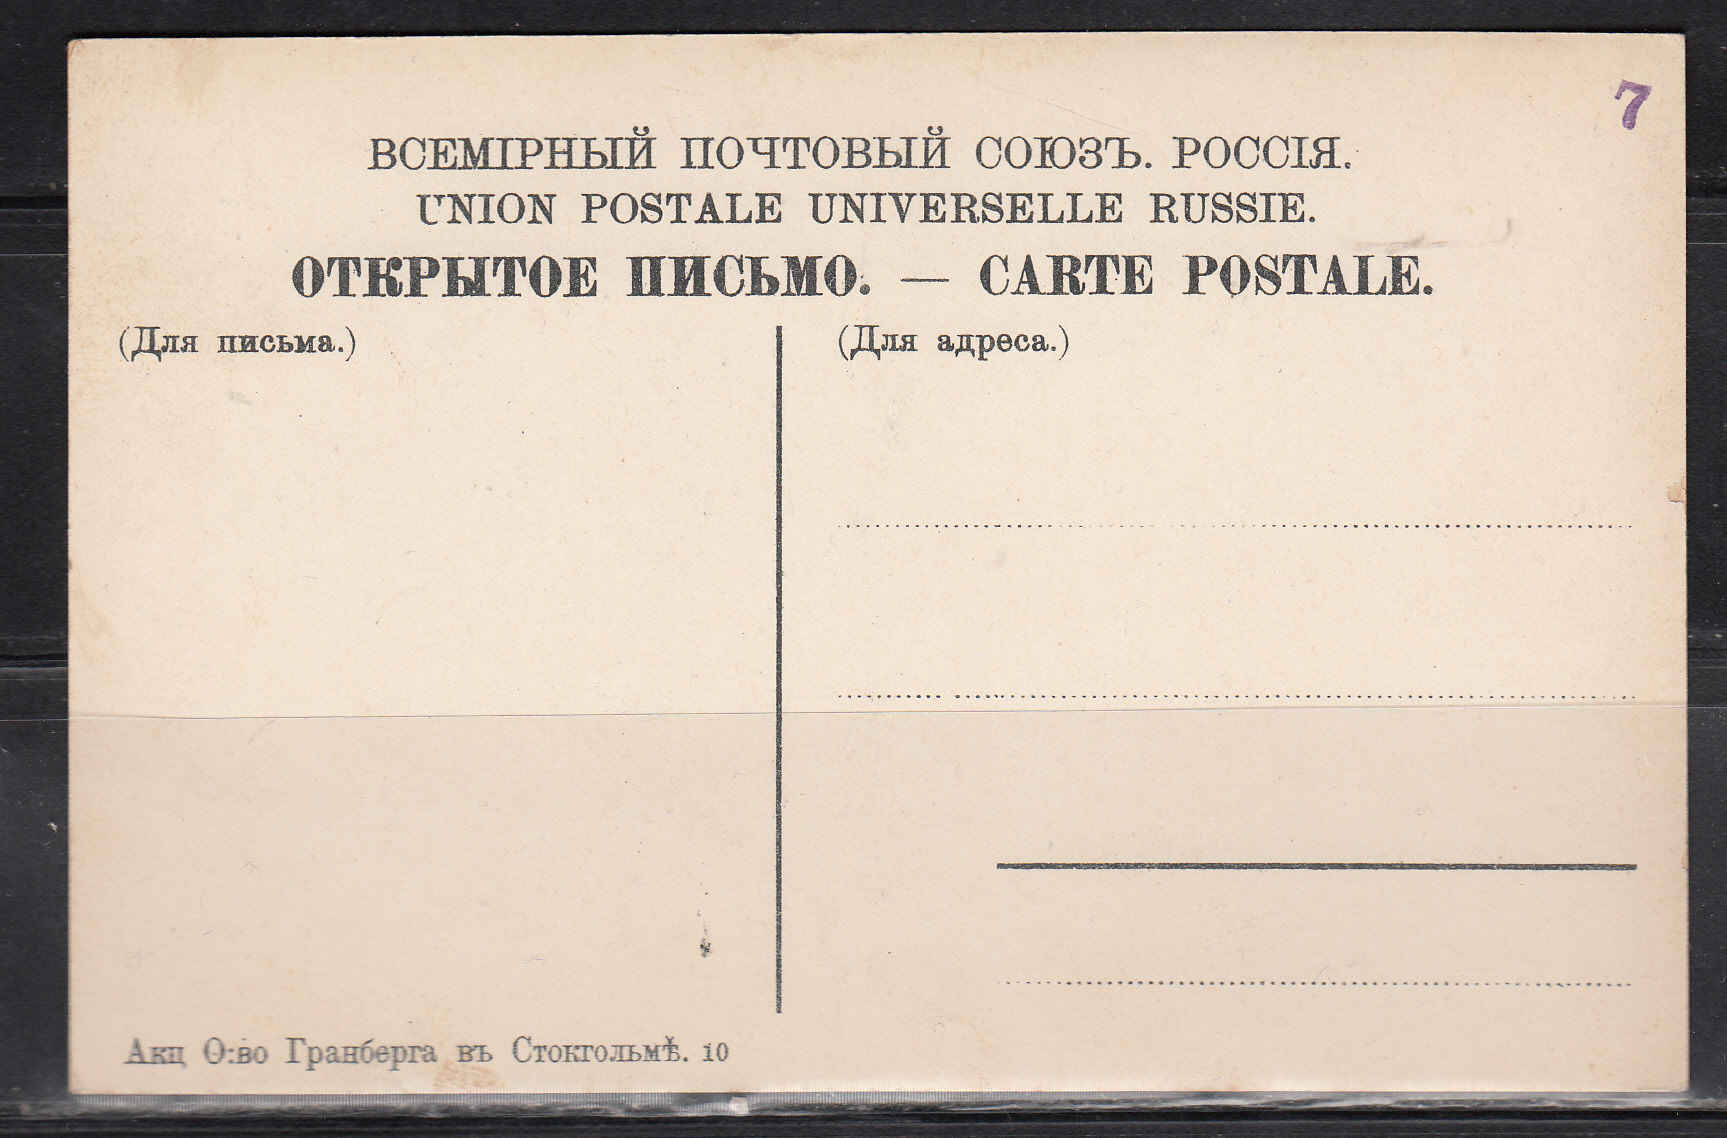 7
ВСЕМІРНЫЙ ПОЧТОВЫЙ СОЮЗЪ. РОССІЯ.
UNION POSTALE UNIVERSELLE RUSSIE.
ОТКРЫТОЕ ПИСЬМО. — CARTE POSTALE.
(Для письма.)
(Для адреса.)
Акц О:во Гранберга въ Стокгольмѣ. 10